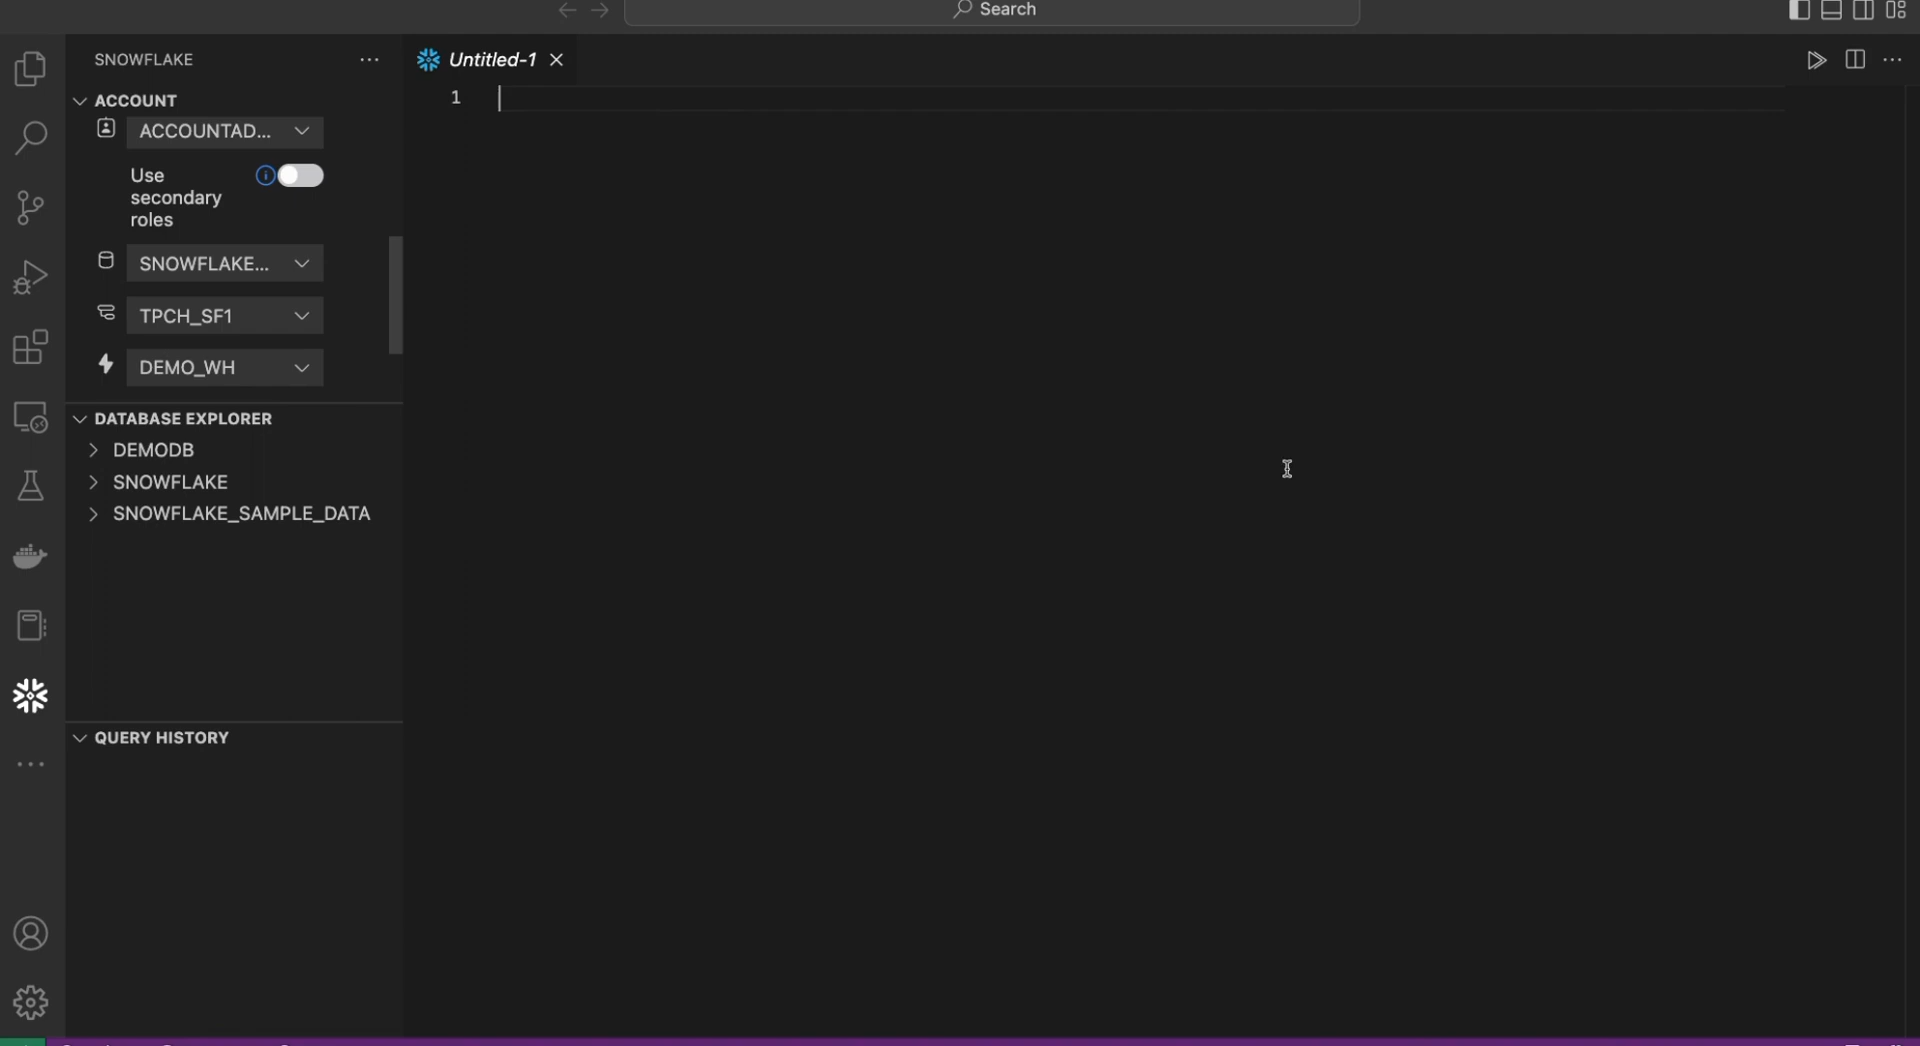 Search
SNOWFLAKE
Untitled-1
1
ACCOUNT
ACCOUNTAD...
Use
secondary
roles
SNOWFLAKE...
TPCH_SF1
DEMO_WH
DATABASE EXPLORER
DEMODB
SNOWFLAKE
SNOWFLAKE_SAMPLE_DATA
QUERY HISTORY